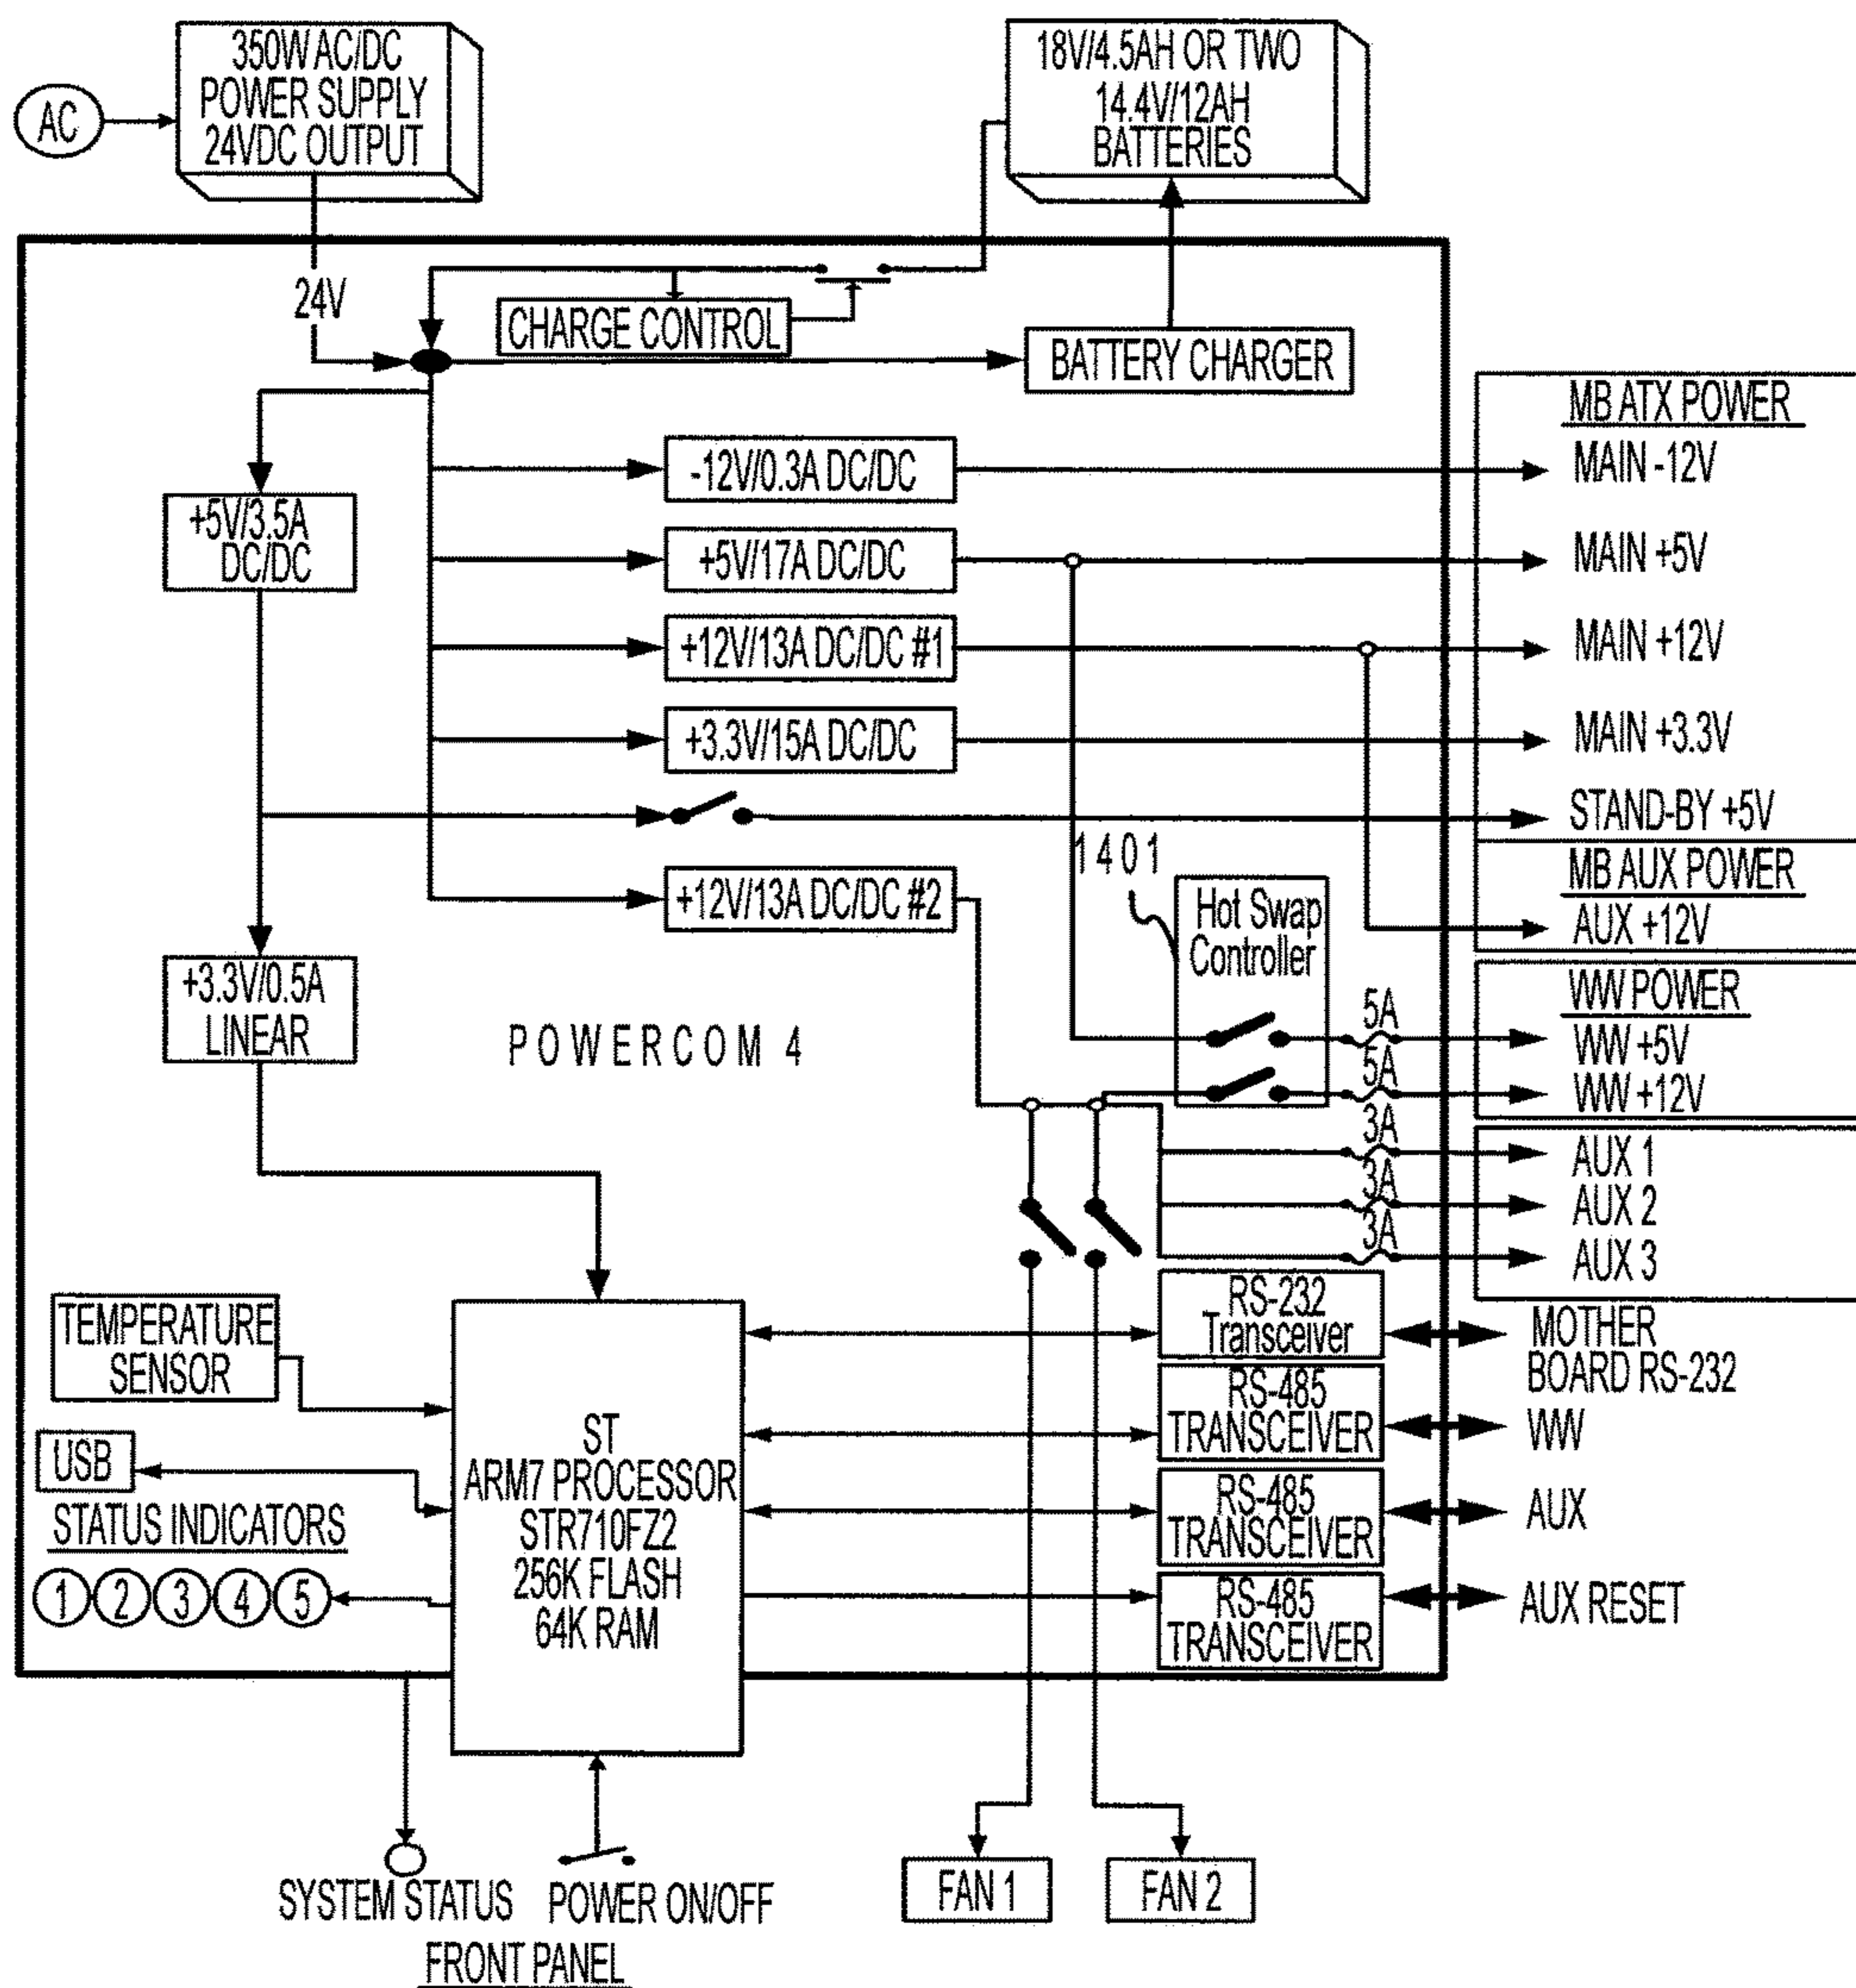 350W AC/DC
POWER SUPPLY
24VDC OUTPUT
AC
18V/4.5AH OR TWO
14.4V/12AH
BATTERIES
24V
CHARGE CONTROL
BATTERY CHARGER
MB ATX POWER
-12V/0.3A DC/DC
MAIN -12V
+5V/3.5A
DC/DC
+5V/17A DC/DC
MAIN +5V
+12V/13A DC/DC #1
MAIN +12V
+3.3V/15A DC/DC
MAIN +3.3V
STAND-BY +5V
1401
MB AUX POWER
+12V/13A DC/DC #2
Hot Swap
Controller
AUX +12V
+3.3V/0.5A
LINEAR
POWERCOM 4
WW POWER
5A
WW +5V
5A
WW +12V
3A
AUX 1
3A
AUX 2
3A
AUX 3
TEMPERATURE
SENSOR
RS-232
Transceiver
MOTHER
BOARD RS-232
USB
RS-485
TRANSCEIVER
WW
ST
ARM7 PROCESSOR
STR710FZ2
256K FLASH
64K RAM
STATUS INDICATORS
1 2 3 4 5
RS-485
TRANSCEIVER
AUX
RS-485
TRANSCEIVER
AUX RESET
SYSTEM STATUS
POWER ON/OFF
FRONT PANEL
FAN 1
FAN 2